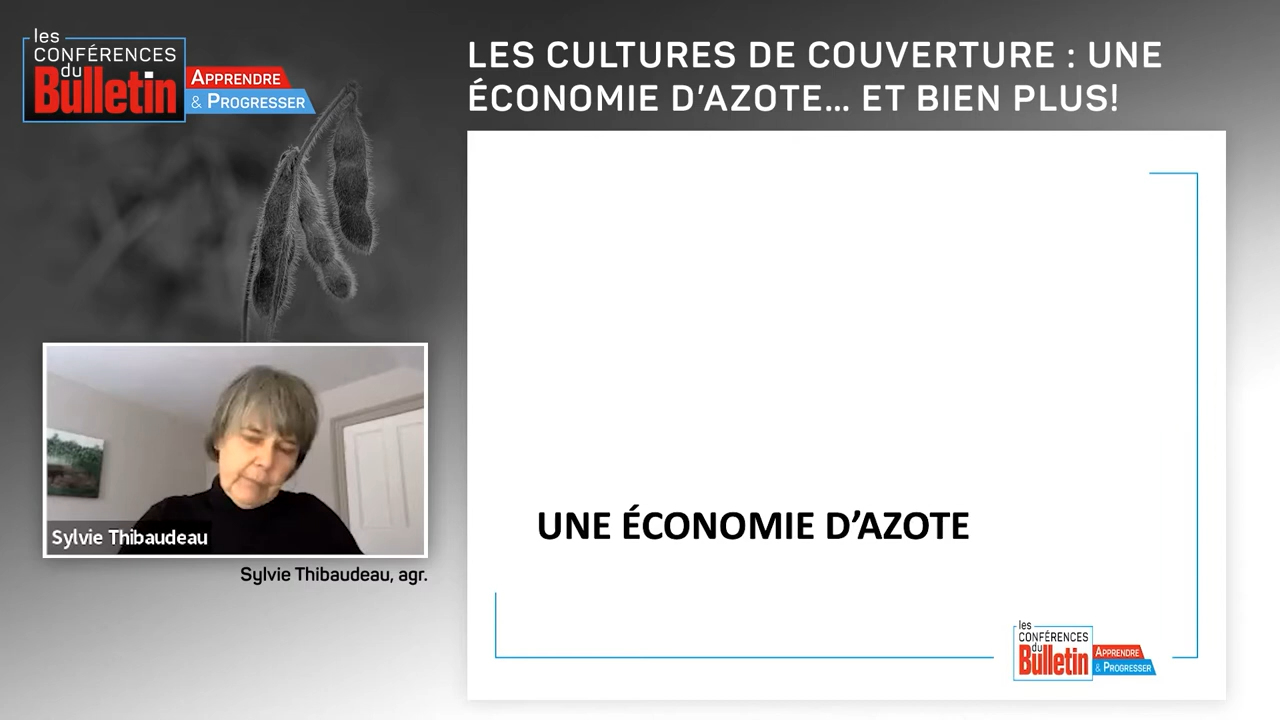 les
CONFÉRENCES
du
Bulletin
APPRENDRE
& PROGRESSER
LES CULTURES DE COUVERTURE : UNE
ÉCONOMIE D'AZOTE... ET BIEN PLUS!
Sylvie Thibaudeau
Sylvie Thibaudeau, agr.
UNE ÉCONOMIE D'AZOTE
les
CONFÉRENCES
du
Bulletin
APPRENDRE
& PROGRESSER